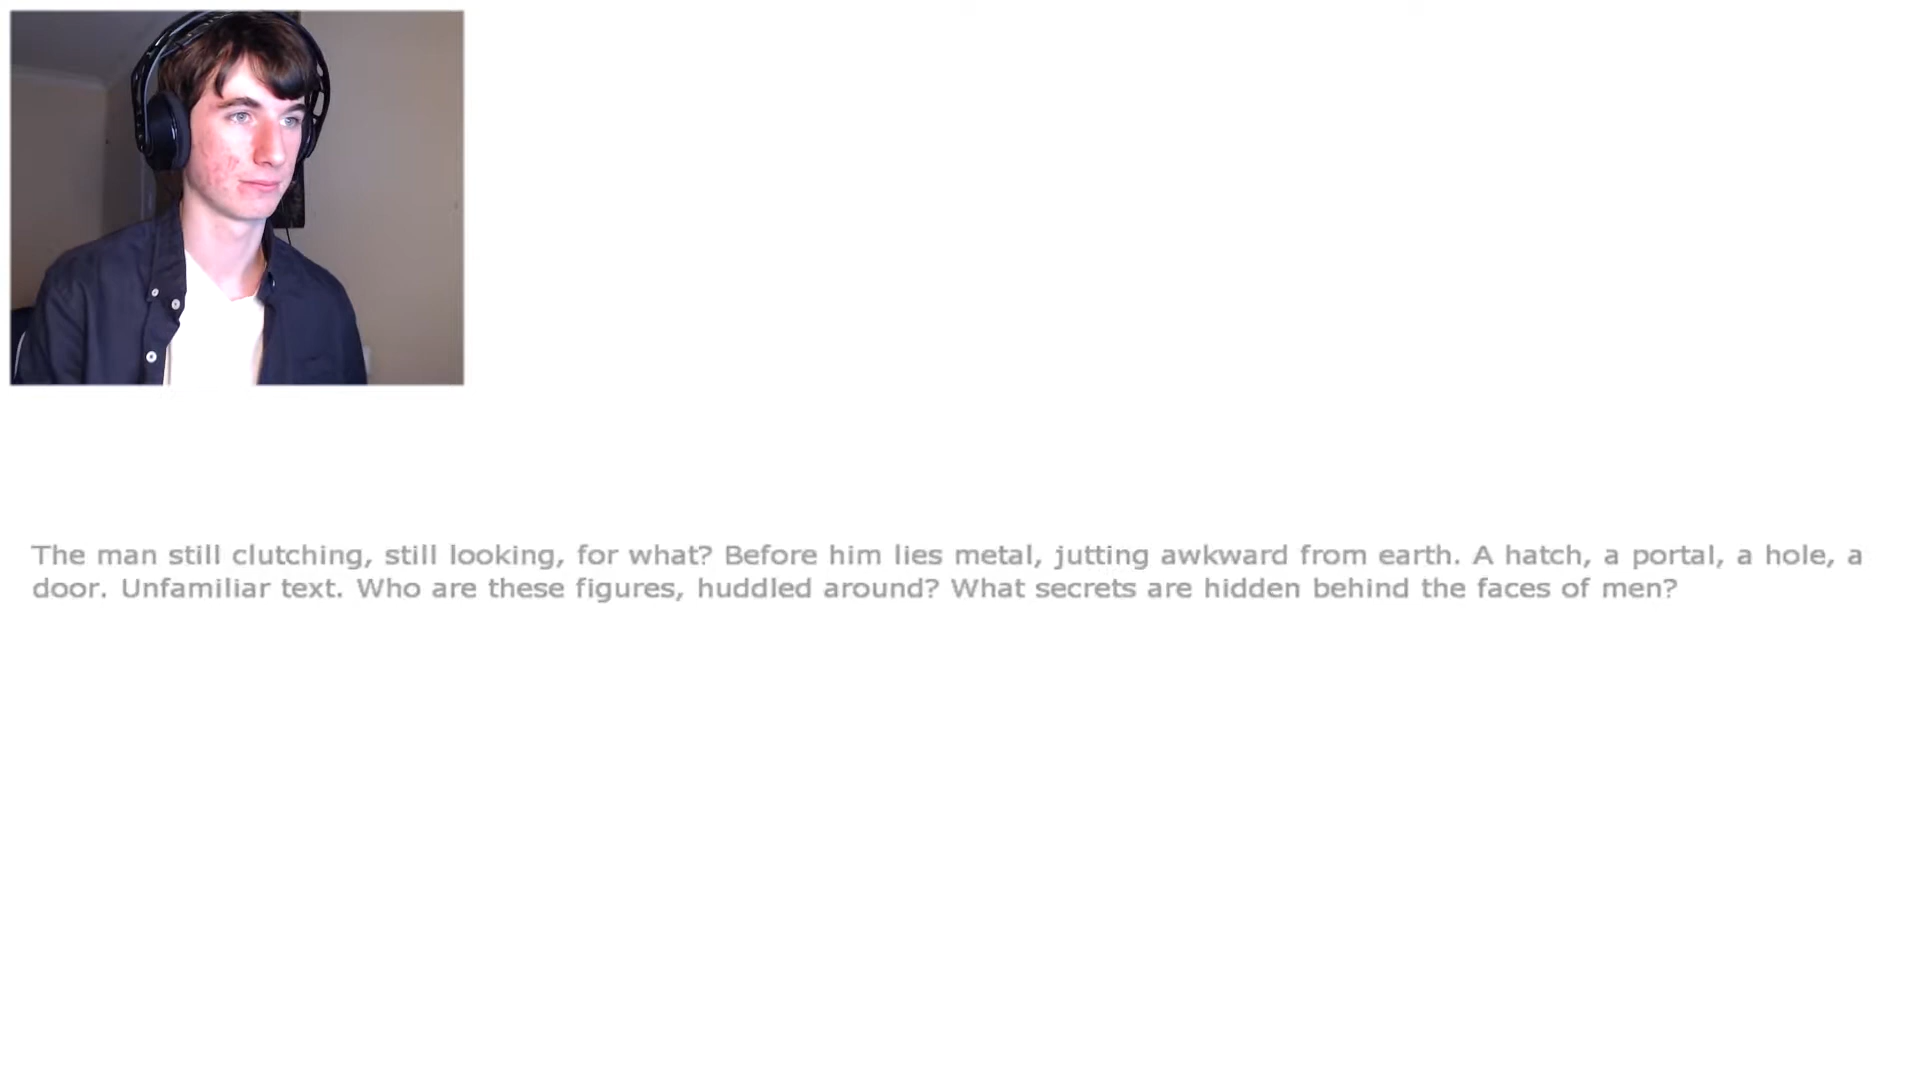 The man still clutching, still looking, for what? Before him lies metal, jutting awkward from earth. A hatch, a portal, a hole, a
door. Unfamiliar text. Who are these figures, huddled around? What secrets are hidden behind the faces of men?